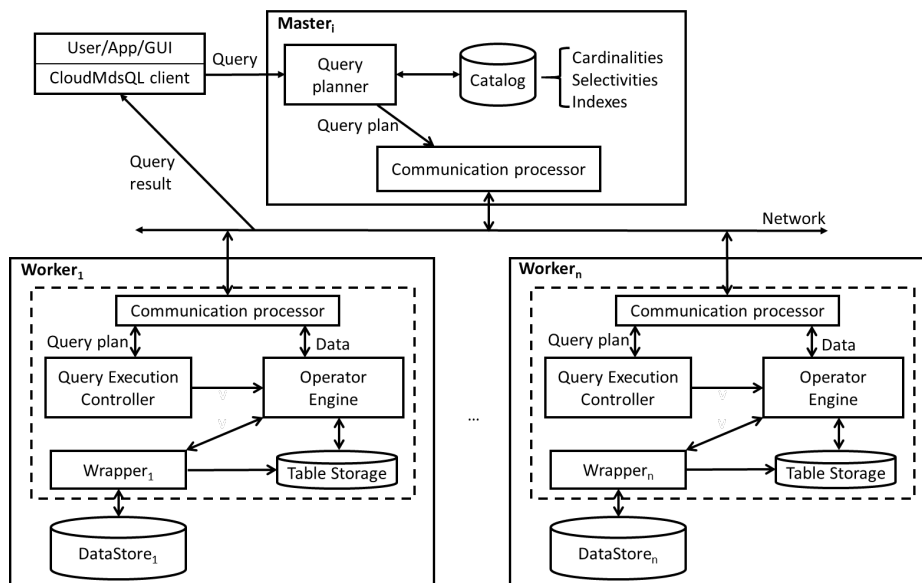 Master_i
User/App/GUI
CloudMdsQL client
Query
Query
planner
Catalog
Cardinalities
Selectivities
Indexes
Query plan
Communication processor
Query
result
Network
Worker_1
Communication processor
Query plan
Data
Query Execution
Controller
Operator
Engine
Wrapper_1
Table Storage
DataStore_1
...
Worker_n
Communication processor
Query plan
Data
Query Execution
Controller
Operator
Engine
Wrapper_n
Table Storage
DataStore_n